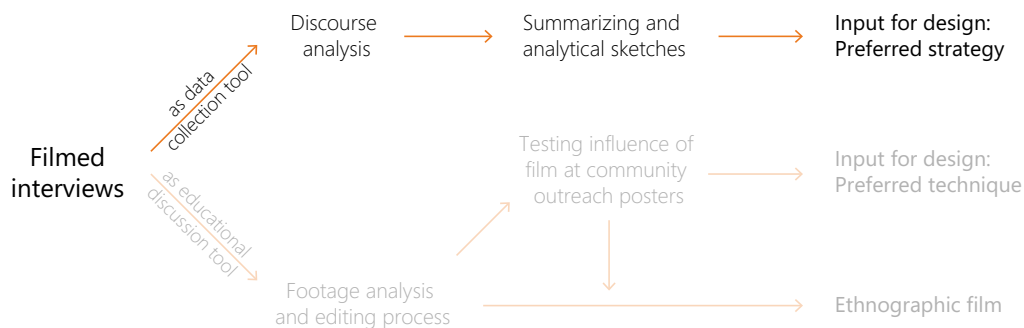 Discourse
analysis
Summarizing and
analytical sketches
Input for design:
Preferred strategy
as data
collection tool
Filmed
interviews
as educational
discussion tool
Testing influence of
film at community
outreach posters
Input for design:
Preferred technique
Footage analysis
and editing process
Ethnographic film